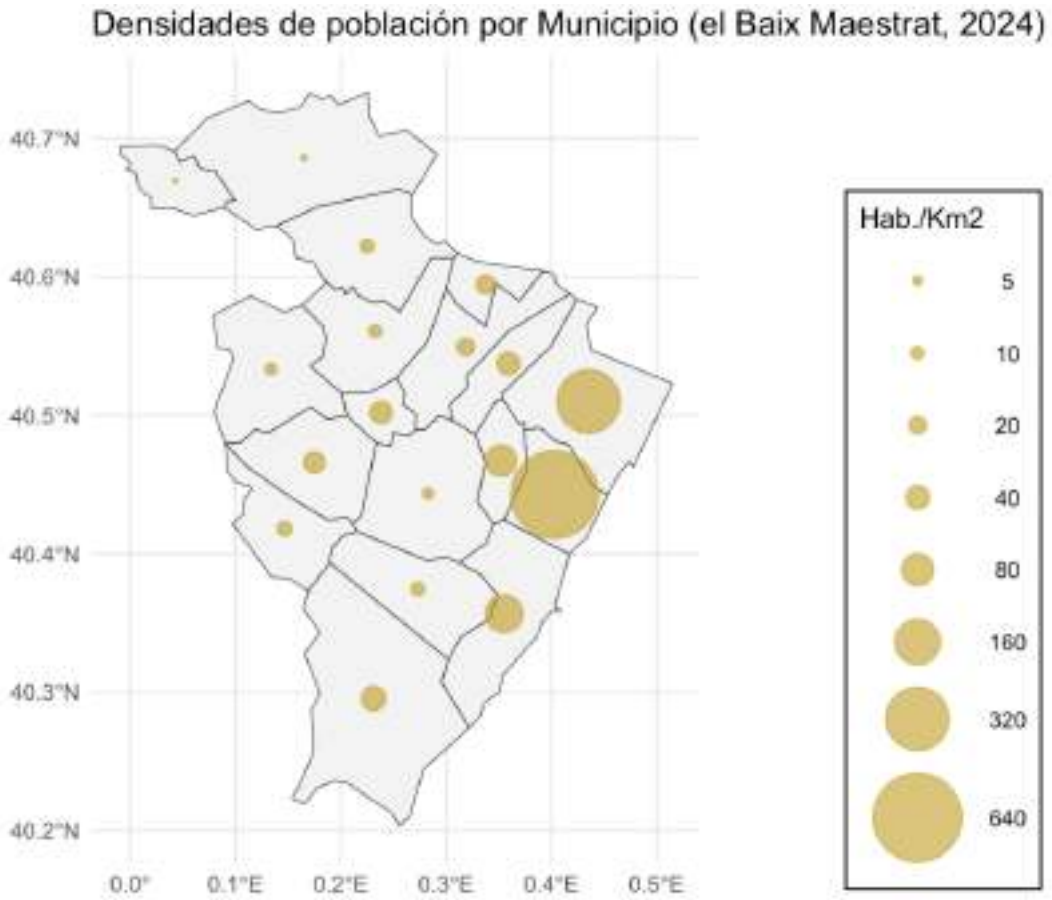 Densidades de población por Municipio (el Baix Maestrat, 2024)
40.7°N
40.6°N
40.5°N
40.4°N
40.3°N
40.2°N
0.0°
0.1°E
0.2°E
0.3°E
0.4°E
0.5°E
Hab./Km2
5
10
20
40
80
160
320
640